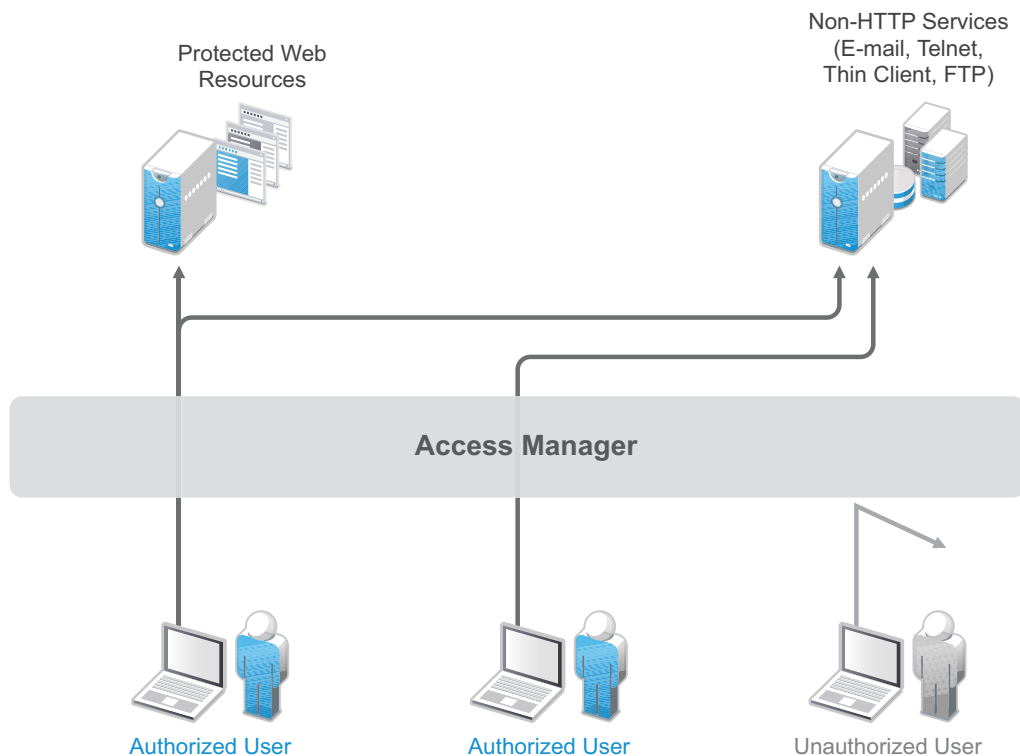 Non-HTTP Services
(E-mail, Telnet,
Thin Client, FTP)
Protected Web
Resources
Access Manager
Authorized User
Authorized User
Unauthorized User